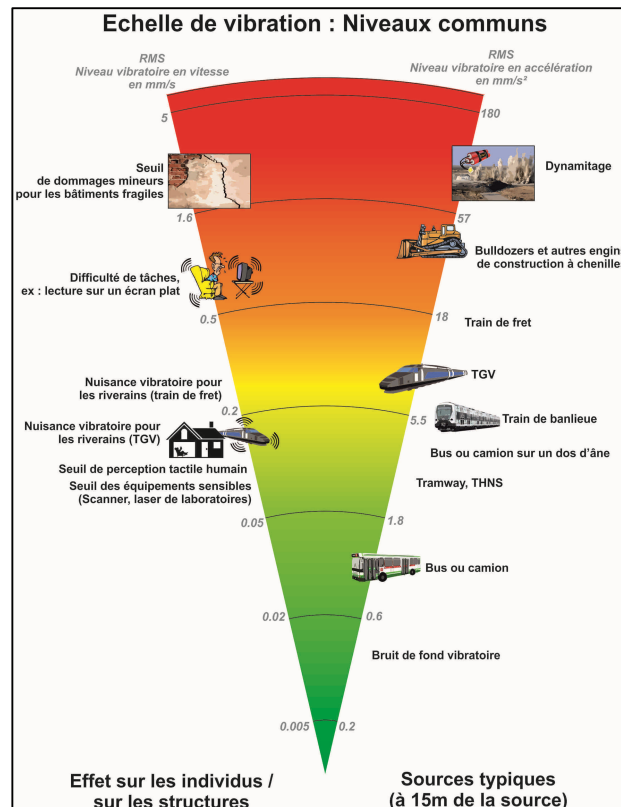 Echelle de vibration : Niveaux communs
RMS
Niveau vibratoire en vitesse
en mm/s
RMS
Niveau vibratoire en accélération
en mm/s²
5
180
Seuil
de dommages mineurs
pour les bâtiments fragiles
Dynamitage
1.6
57
Bulldozers et autres engins
de construction à chenilles
Difficulté de tâches,
ex : lecture sur un écran plat
0.5
18
Train de fret
TGV
Nuisance vibratoire pour
les riverains (train de fret)
0.2
5.5
Train de banlieue
Nuisance vibratoire pour
les riverains (TGV)
Bus ou camion sur un dos d'âne
Seuil de perception tactile humain
Seuil des équipements sensibles
(Scanner, laser de laboratoires)
Tramway, THNS
0.05
1.8
Bus ou camion
0.02
0.6
Bruit de fond vibratoire
0.005
0.2
Effet sur les individus /
sur les structures
Sources typiques
(à 15m de la source)